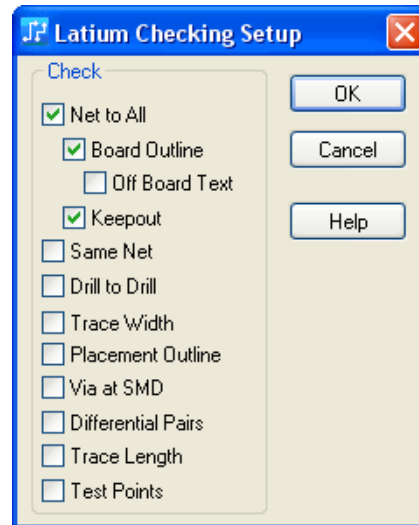 Latium Checking Setup
Check
Net to All
Board Outline
Off Board Text
Keepout
Same Net
Drill to Drill
Trace Width
Placement Outline
Via at SMD
Differential Pairs
Trace Length
Test Points
OK
Cancel
Help